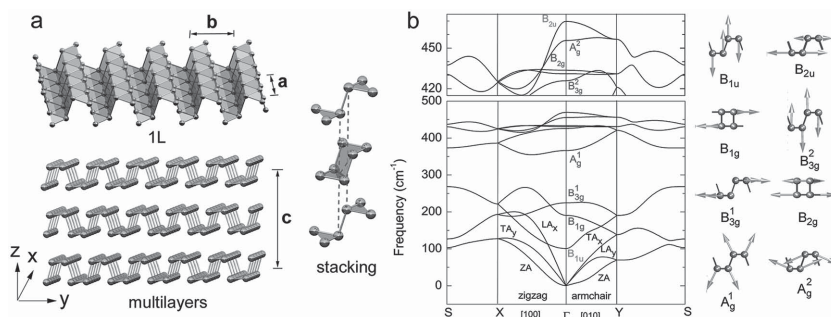 a
b
a
1L
c
z
x
y
multilayers
stacking
b
Frequency (cm⁻¹)
450
420
500
400
300
200
100
0
B2u
A²g
B2g
B²3g
A¹g
B¹3g
B1g
B1u
TAy
LAx
ZA
TAx
LAy
ZA
zigzag
armchair
S X Γ Y S
[100] [010]
B1u
B2u
B1g
B²3g
B¹3g
B2g
A¹g
A²g